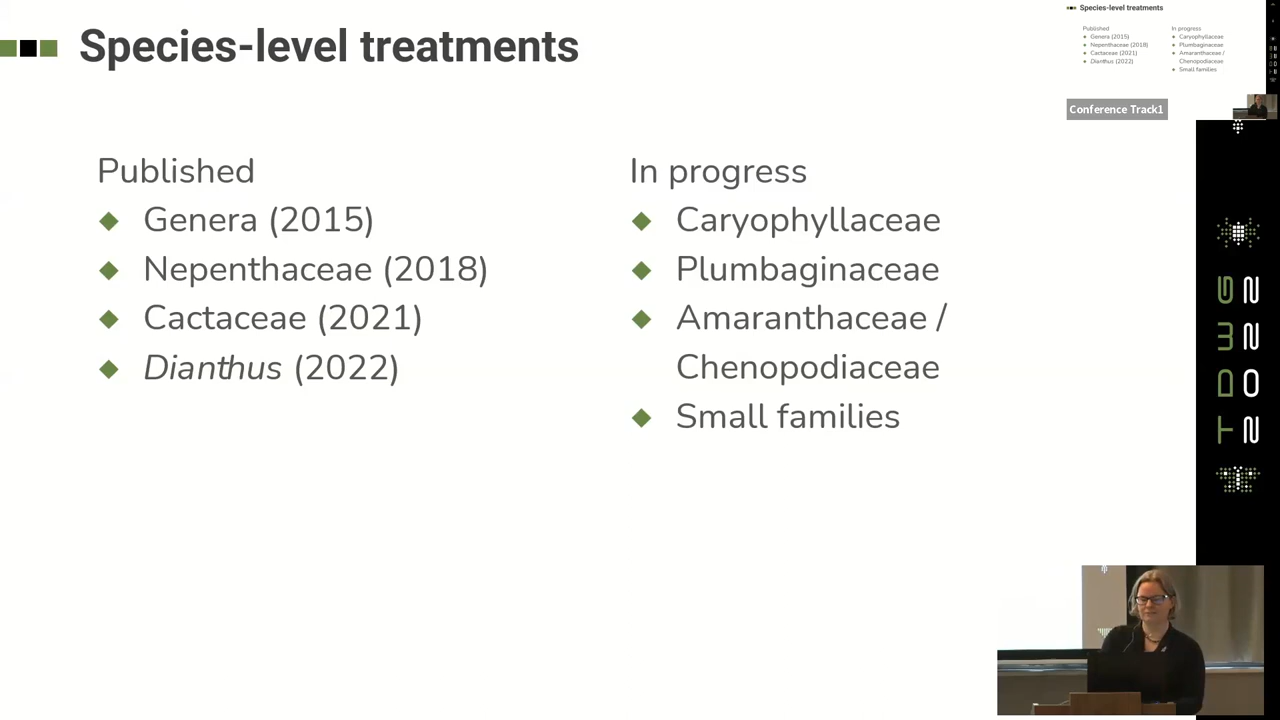 Species-level treatments
Published
Genera (2015)
Nepenthaceae (2018)
Cactaceae (2021)
Dianthus (2022)
In progress
Caryophyllaceae
Plumbaginaceae
Amaranthaceae /
Chenopodiaceae
Small families
Species-level treatments
Published
Genera (2015)
Nepenthaceae (2018)
Cactaceae (2021)
Dianthus (2022)
In progress
Caryophyllaceae
Plumbaginaceae
Amaranthaceae /
Chenopodiaceae
Small families
Conference Track1
TDWG
2022